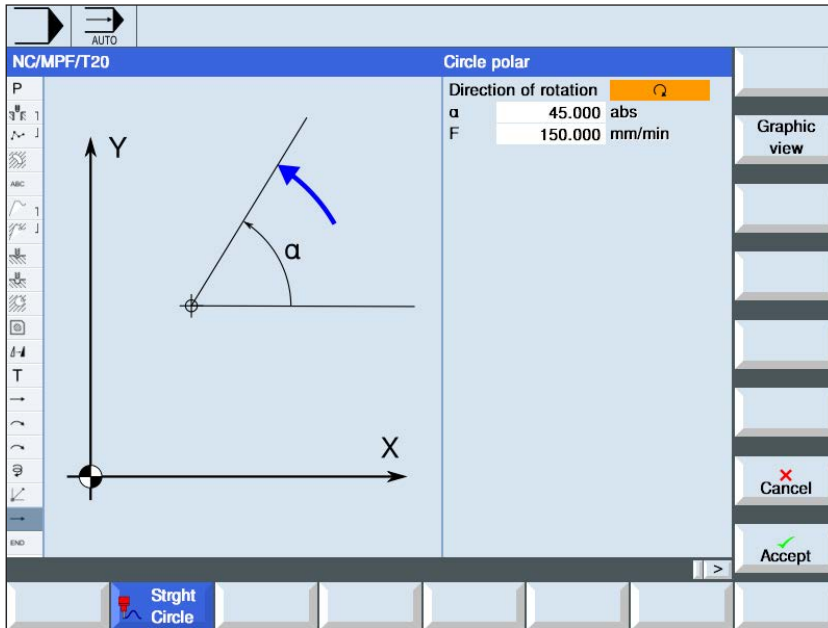 AUTO
NC/MPF/T20
Circle polar
P
ABC
T
END
Y
α
X
Direction of rotation
α 45.000 abs
F 150.000 mm/min
Graphic
view
Cancel
Accept
>
Strght
Circle